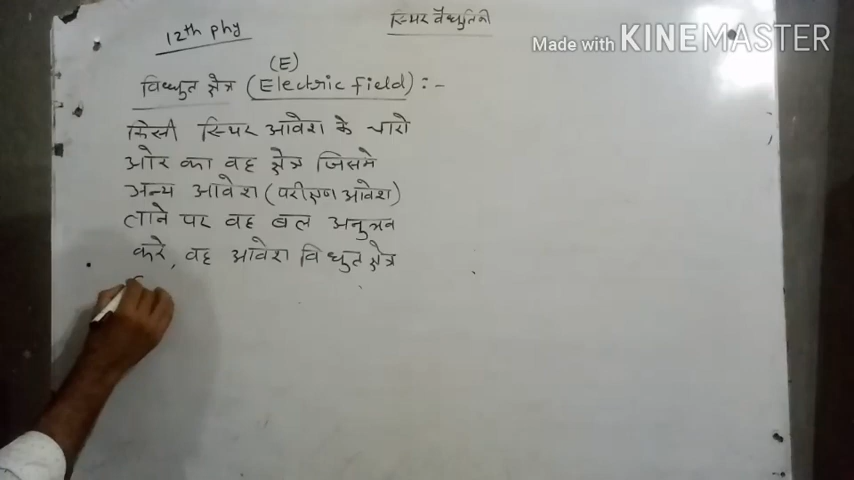 स्थिर वैधुतिकी
12th phy
Made with KINEMASTER
(E)
विधुत क्षेत्र (Electric field) :-
किसी स्थिर आवेश के चारो
ओर का वह क्षेत्र जिसमे
अन्य आवेश (परीक्षण आवेश)
लाने पर वह बल अनुभव
करे, वह आवेश विधुत क्षेत्र